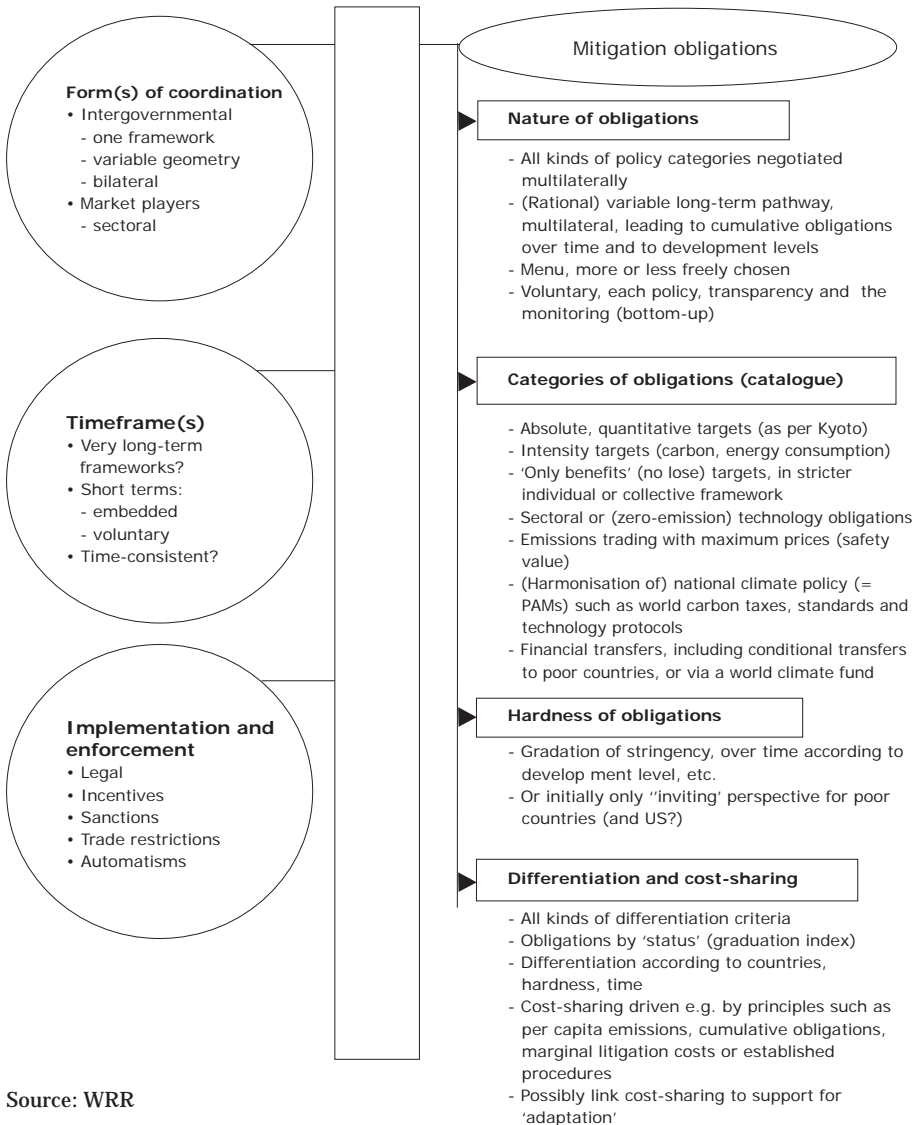 Form(s) of coordination
• Intergovernmental
- one framework
- variable geometry
- bilateral
• Market players
- sectoral
Timeframe(s)
• Very long-term
frameworks?
• Short terms:
- embedded
- voluntary
• Time-consistent?
Implementation and
enforcement
• Legal
• Incentives
• Sanctions
• Trade restrictions
• Automatisms
Mitigation obligations
Nature of obligations
- All kinds of policy categories negotiated
multilaterally
- (Rational) variable long-term pathway,
multilateral, leading to cumulative obligations
over time and to development levels
- Menu, more or less freely chosen
- Voluntary, each policy, transparency and the
monitoring (bottom-up)
Categories of obligations (catalogue)
- Absolute, quantitative targets (as per Kyoto)
- Intensity targets (carbon, energy consumption)
- ‘Only benefits’ (no lose) targets, in stricter
individual or collective framework
- Sectoral or (zero-emission) technology obligations
- Emissions trading with maximum prices (safety
value)
- (Harmonisation of) national climate policy (=
PAMs) such as world carbon taxes, standards and
technology protocols
- Financial transfers, including conditional transfers
to poor countries, or via a world climate fund
Hardness of obligations
- Gradation of stringency, over time according to
develop ment level, etc.
- Or initially only ‘‘inviting’ perspective for poor
countries (and US?)
Differentiation and cost-sharing
- All kinds of differentiation criteria
- Obligations by ‘status’ (graduation index)
- Differentiation according to countries,
hardness, time
- Cost-sharing driven e.g. by principles such as
per capita emissions, cumulative obligations,
marginal litigation costs or established
procedures
- Possibly link cost-sharing to support for
‘adaptation’
Source: WRR